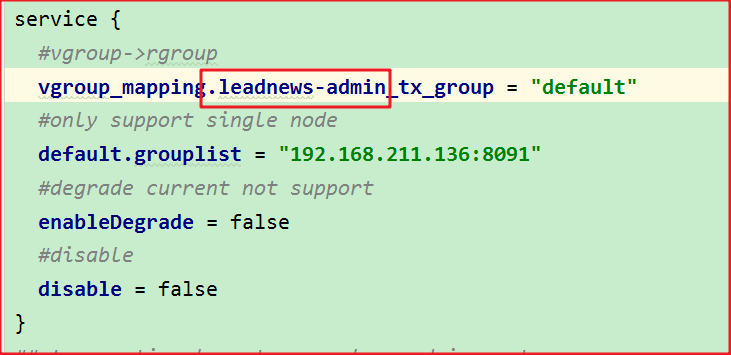 service {
#vgroup->rgroup
vgroup_mapping.leadnews-admin_tx_group = "default"
#only support single node
default.grouplist = "192.168.211.136:8091"
#degrade current not support
enableDegrade = false
#disable
disable = false
}